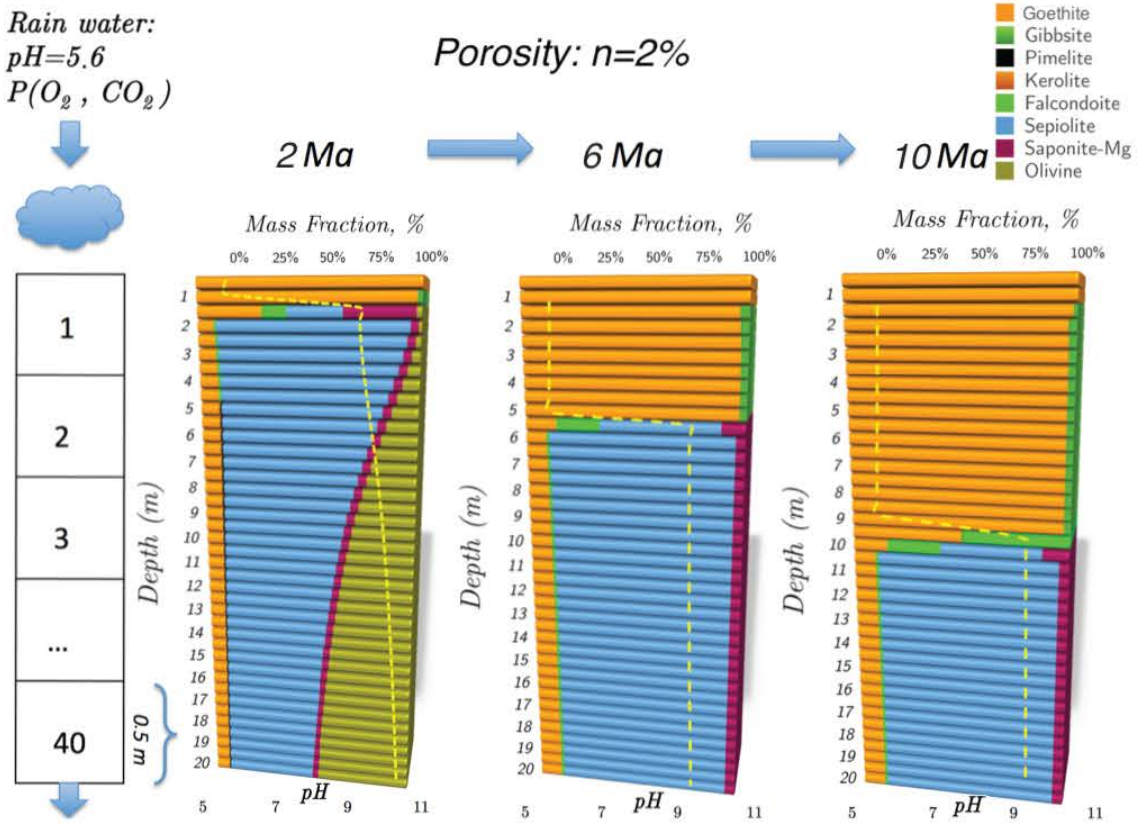 Rain water:
pH=5.6
P(O2 , CO2 )
Porosity: n=2%
Goethite
Gibbsite
Pimelite
Kerolite
Falcondoite
Sepiolite
Saponite-Mg
Olivine
2 Ma
6 Ma
10 Ma
1
2
3
...
40
0.5 m
Mass Fraction, %
0% 25% 50% 75% 100%
Depth (m)
1
2
3
4
5
6
7
8
9
10
11
12
13
14
15
16
17
18
19
20
pH
5 7 9 11
Mass Fraction, %
0% 25% 50% 75% 100%
Depth (m)
1
2
3
4
5
6
7
8
9
10
11
12
13
14
15
16
17
18
19
20
pH
5 7 9 11
Mass Fraction, %
0% 25% 50% 75% 100%
Depth (m)
1
2
3
4
5
6
7
8
9
10
11
12
13
14
15
16
17
18
19
20
pH
5 7 9 11